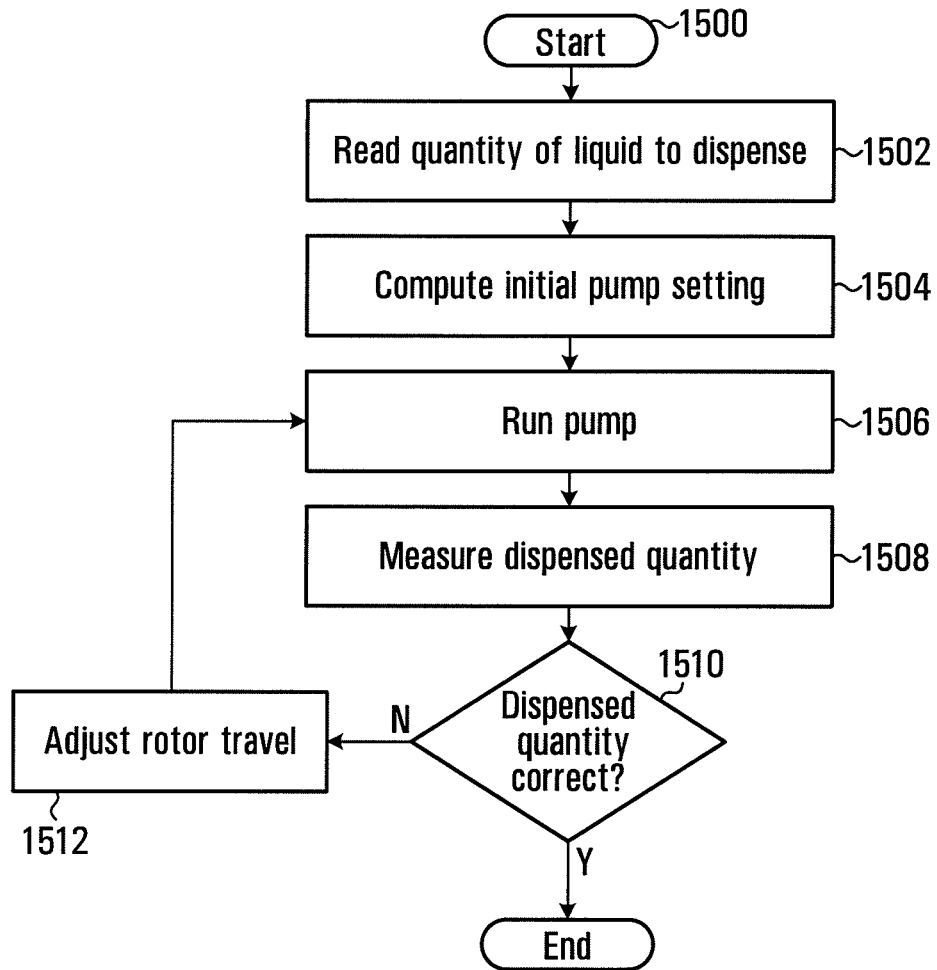 Start
1500
Read quantity of liquid to dispense
1502
Compute initial pump setting
1504
Run pump
1506
Measure dispensed quantity
1508
1510
Dispensed
quantity
correct?
N
Adjust rotor travel
1512
Y
End